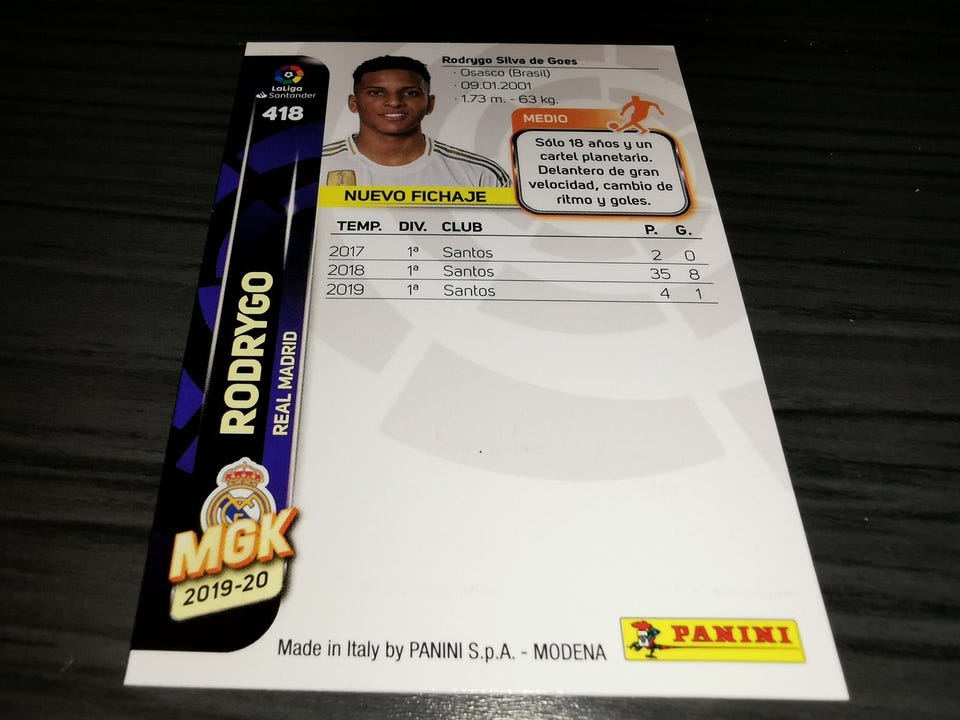 LaLiga
Santander
418
RODRYGO
REAL MADRID
MGK
2019-20
Rodrygo Silva de Goes
· Osasco (Brasil)
· 09.01.2001
· 1.73 m. - 63 kg.
MEDIO
Sólo 18 años y un
cartel planetario.
Delantero de gran
velocidad, cambio de
ritmo y goles.
NUEVO FICHAJE
TEMP. DIV. CLUB P. G.
2017 1ª Santos 2 0
2018 1ª Santos 35 8
2019 1ª Santos 4 1
Made in Italy by PANINI S.p.A. - MODENA
PANINI